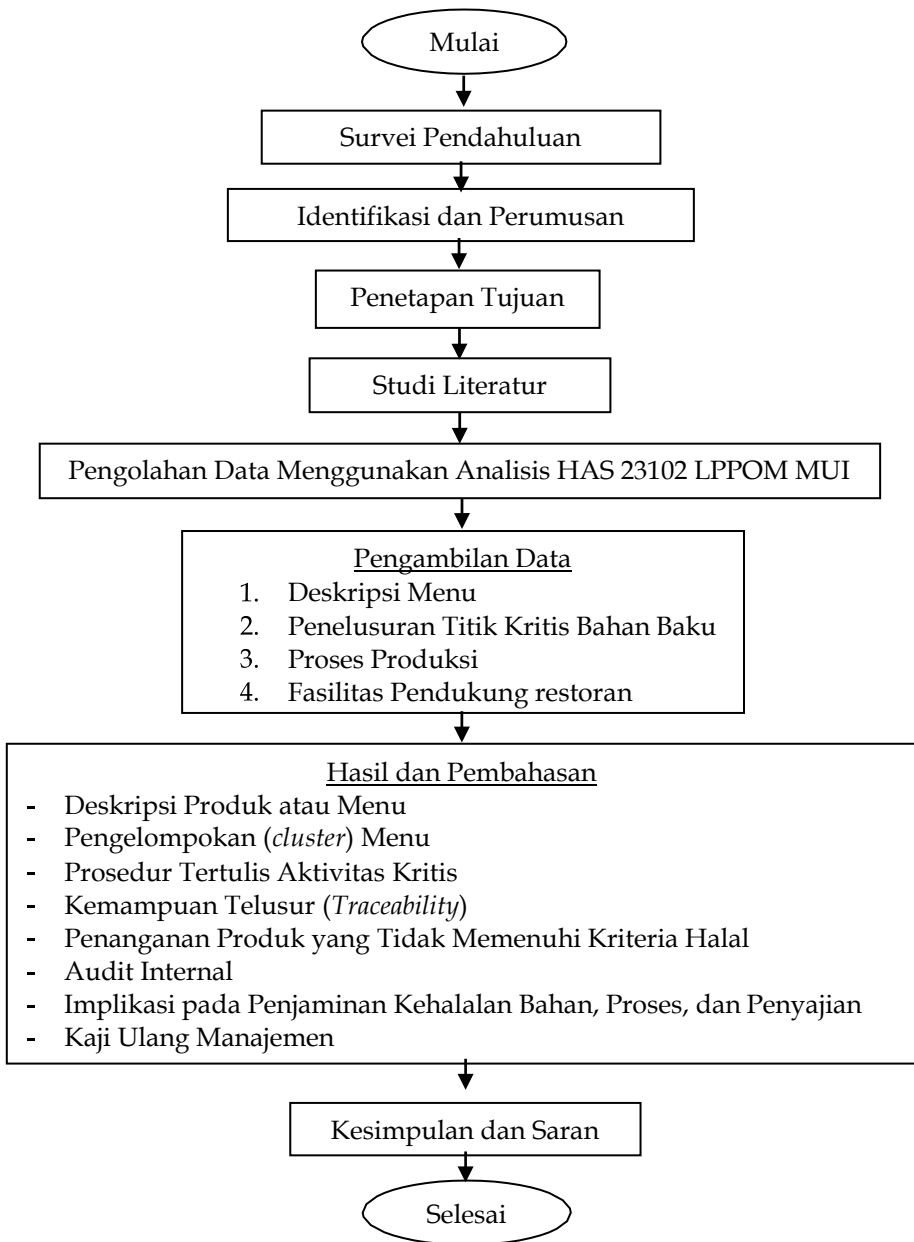 Mulai
Survei Pendahuluan
Identifikasi dan Perumusan
Penetapan Tujuan
Studi Literatur
Pengolahan Data Menggunakan Analisis HAS 23102 LPPOM MUI
Pengambilan Data
1. Deskripsi Menu
2. Penelusuran Titik Kritis Bahan Baku
3. Proses Produksi
4. Fasilitas Pendukung restoran
Hasil dan Pembahasan
- Deskripsi Produk atau Menu
- Pengelompokan (cluster) Menu
- Prosedur Tertulis Aktivitas Kritis
- Kemampuan Telusur (Traceability)
- Penanganan Produk yang Tidak Memenuhi Kriteria Halal
- Audit Internal
- Implikasi pada Penjaminan Kehalalan Bahan, Proses, dan Penyajian
- Kaji Ulang Manajemen
Kesimpulan dan Saran
Selesai